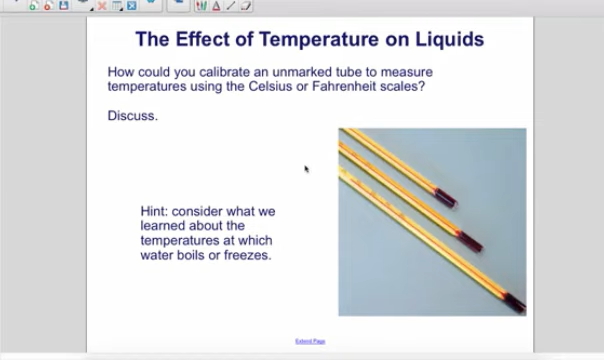 The Effect of Temperature on Liquids
How could you calibrate an unmarked tube to measure
temperatures using the Celsius or Fahrenheit scales?
Discuss.
Hint: consider what we
learned about the
temperatures at which
water boils or freezes.
Extend Page